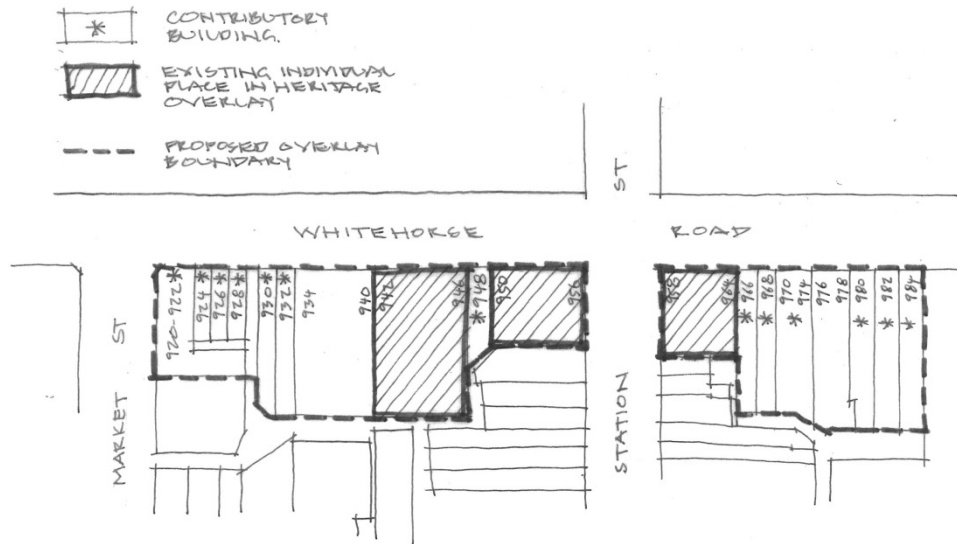 * CONTRIBUTORY
BUILDING.
EXISTING INDIVIDUAL
PLACE IN HERITAGE
OVERLAY
PROPOSED OVERLAY
BOUNDARY
ST
WHITEHORSE ROAD
920-922*
924*
926*
928*
930*
932*
934
940
942
946
*948
950
956
958
964
*966
*968
970
*974
976
978
*980
*982
*984
MARKET ST
STATION